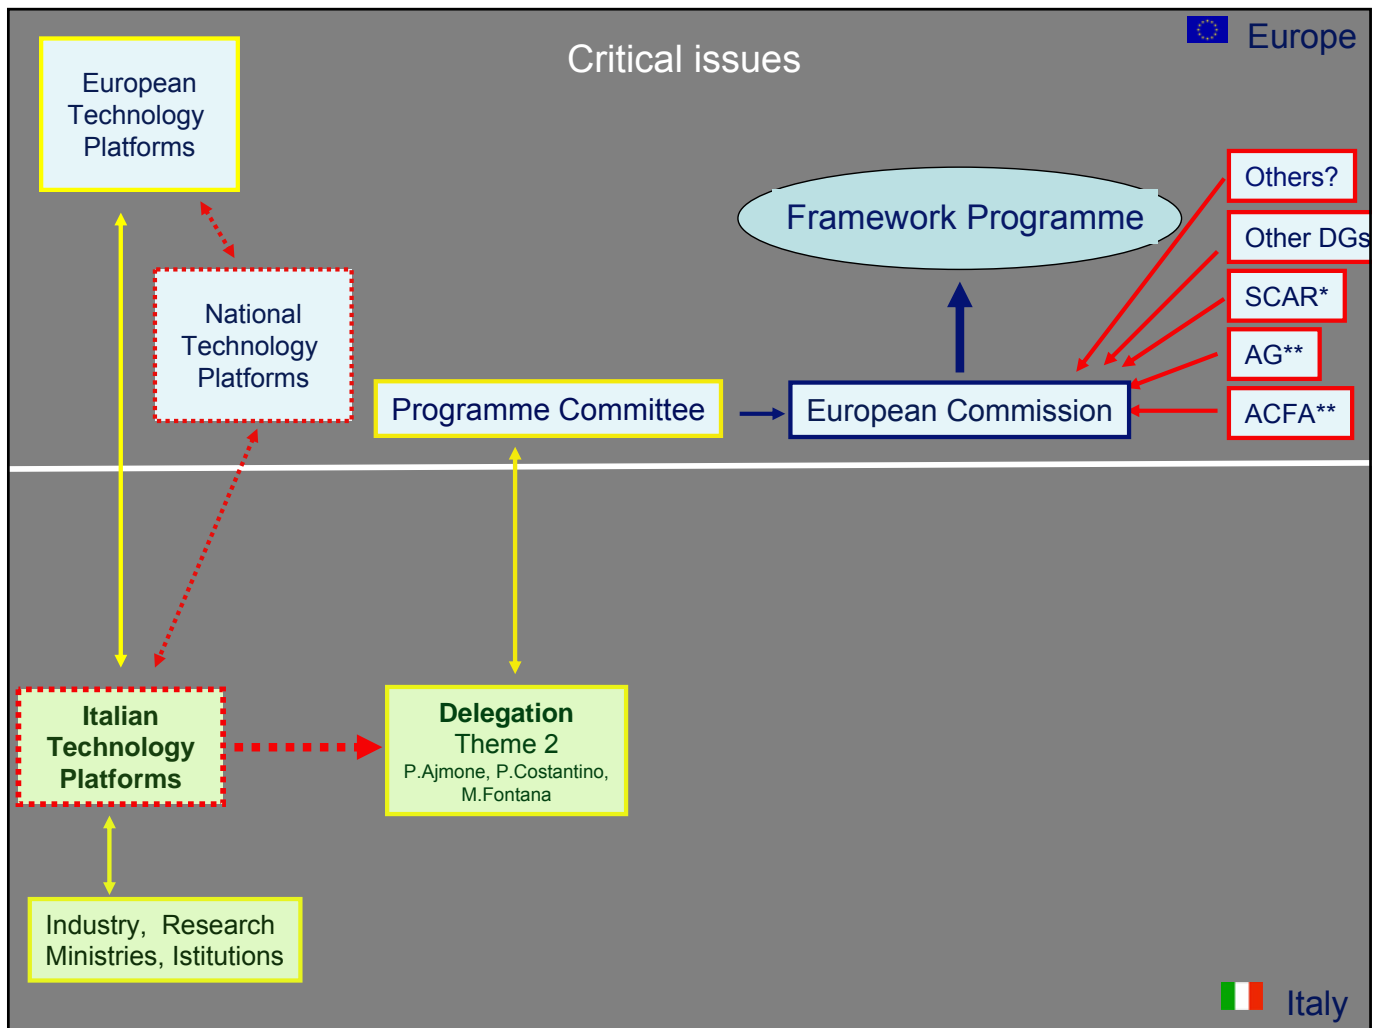 Critical issues
Europe
European
Technology
Platforms
Others?
Framework Programme
Other DGs
SCAR*
National
Technology
Platforms
AG**
Programme Committee
European Commission
ACFA**
Italian
Technology
Platforms
Delegation
Theme 2
P.Ajmone, P.Costantino,
M.Fontana
Industry, Research
Ministries, Istitutions
Italy